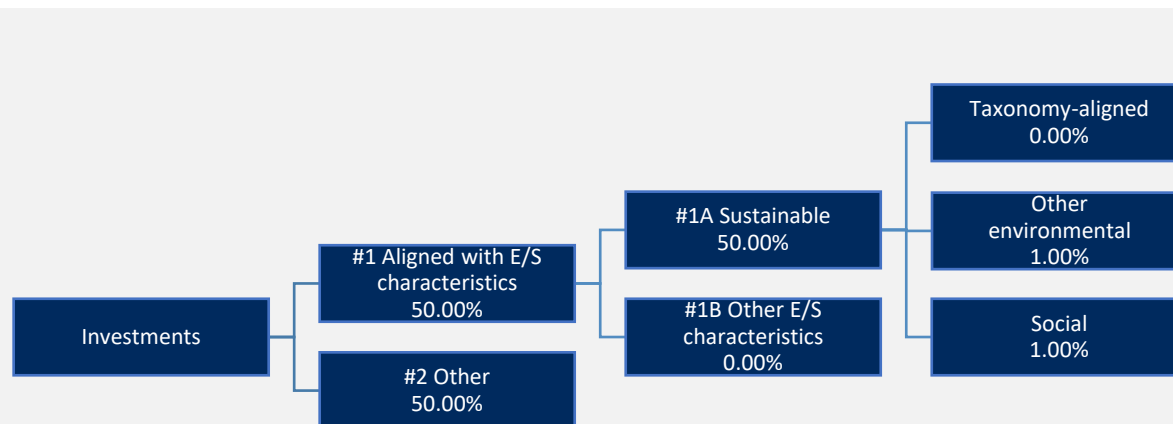 Investments
#1 Aligned with E/S
characteristics
50.00%
#2 Other
50.00%
#1A Sustainable
50.00%
#1B Other E/S
characteristics
0.00%
Taxonomy-aligned
0.00%
Other
environmental
1.00%
Social
1.00%